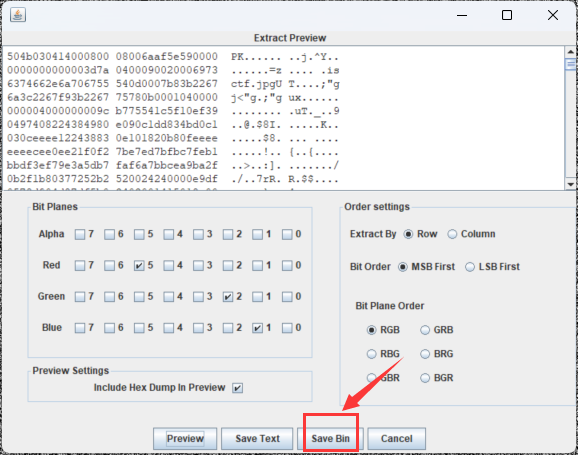 Extract Preview
504b030414000800 08006aaf5e590000 PK...... ..j.^Y..
0000000000003d7a 0400090020006973 ......=z .... .is
6374662e6a706755 540d0007b83b2267 ctf.jpgU T....;"g
6a3c2267f93b2267 75780b0001040000 j<"g.;"g ux......
000004000000009c b775541c5f10ef39 ........ .uT._..9
0497408224384980 e090c1dd834bd0c1 ..@.$8I. .....K..
030ceeee12243883 0e101820b80feeee .....$8. ... ....
eeeecee0ee21f0f2 7be7ed7bfbc7feb1 .....!.. {..{....
bbdf3ef79e3a5db7 faf6a7bbcea9ba2f ..>..:]. ......./
0b2f1b80377252b2 520024240000e9df ./..7rR. R.$$....
Bit Planes
Alpha 7 6 5 4 3 2 1 0
Red 7 6 5 4 3 2 1 0
Green 7 6 5 4 3 2 1 0
Blue 7 6 5 4 3 2 1 0
Preview Settings
Include Hex Dump In Preview
Order settings
Extract By Row Column
Bit Order MSB First LSB First
Bit Plane Order
RGB GRB
RBG BRG
GBR BGR
Preview Save Text Save Bin Cancel